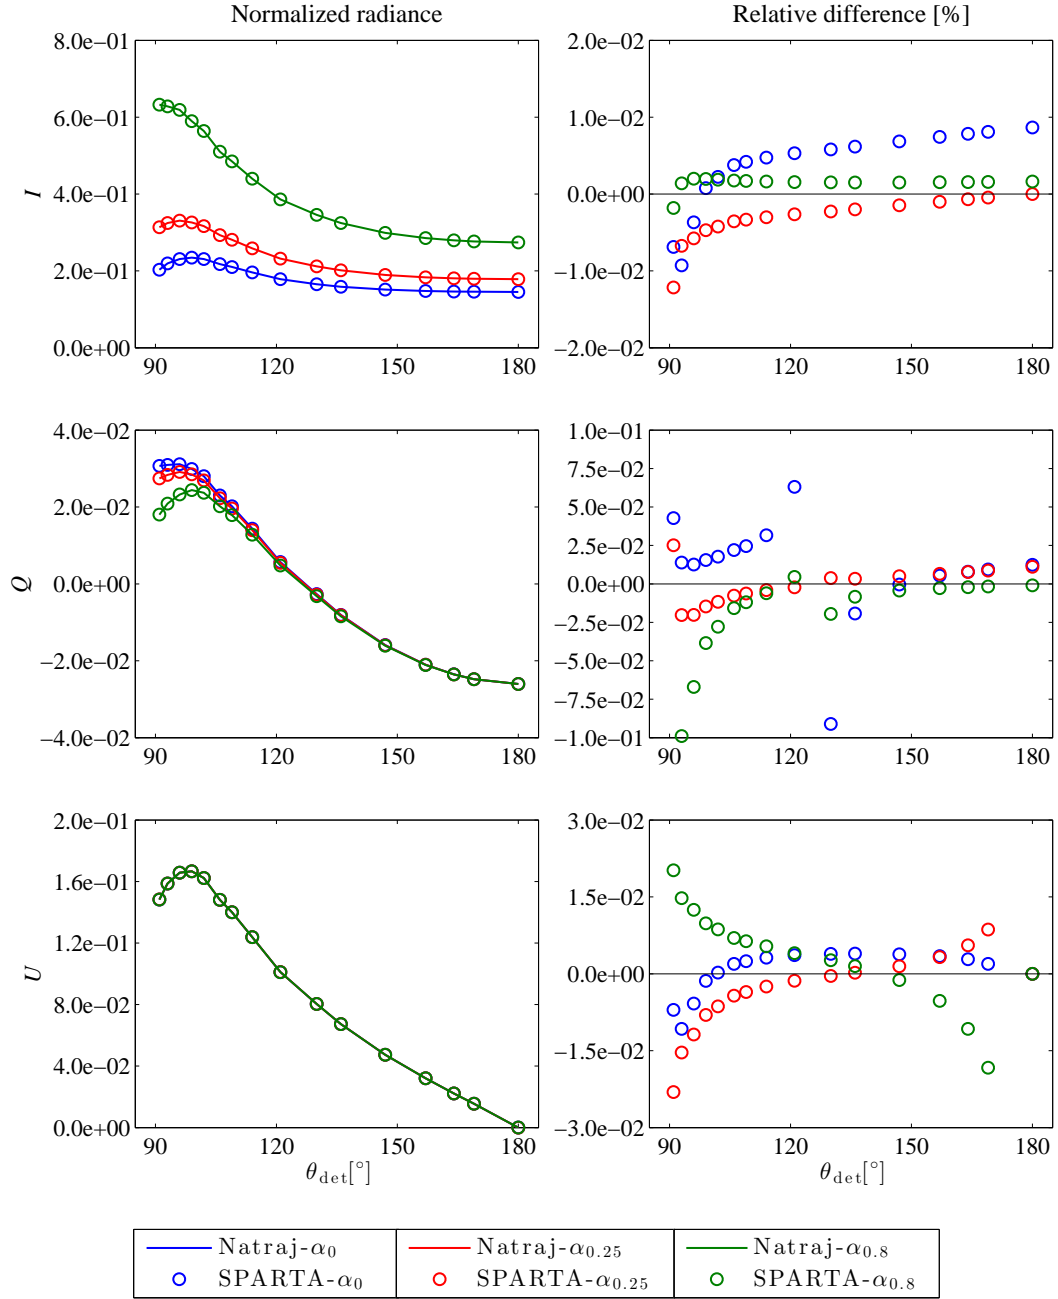 Normalized radiance
Relative difference [%]
8.0e−01
6.0e−01
4.0e−01
2.0e−01
0.0e+00
I
90 120 150 180
2.0e−02
1.0e−02
0.0e+00
−1.0e−02
−2.0e−02
90 120 150 180
4.0e−02
2.0e−02
0.0e+00
−2.0e−02
−4.0e−02
Q
90 120 150 180
1.0e−01
7.5e−02
5.0e−02
2.5e−02
0.0e+00
−2.5e−02
−5.0e−02
−7.5e−02
−1.0e−01
90 120 150 180
2.0e−01
1.6e−01
1.2e−01
8.0e−02
4.0e−02
0.0e+00
U
90 120 150 180
θdet[°]
3.0e−02
1.5e−02
0.0e+00
−1.5e−02
−3.0e−02
90 120 150 180
θdet[°]
Natraj-α0
SPARTA-α0
Natraj-α0.25
SPARTA-α0.25
Natraj-α0.8
SPARTA-α0.8